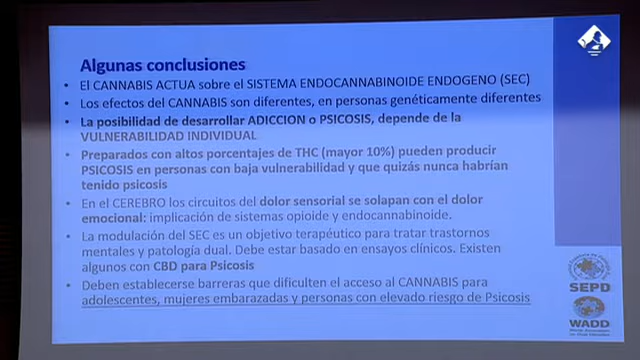 Algunas conclusiones
• El CANNABIS ACTUA sobre el SISTEMA ENDOCANNABINOIDE ENDOGENO (SEC)
• Los efectos del CANNABIS son diferentes, en personas genéticamente diferentes
• La posibilidad de desarrollar ADICCION o PSICOSIS, depende de la
VULNERABILIDAD INDIVIDUAL
• Preparados con altos porcentajes de THC (mayor 10%) pueden producir
PSICOSIS en personas con baja vulnerabilidad y que quizás nunca habrían
tenido psicosis
• En el CEREBRO los circuitos del dolor sensorial se solapan con el dolor
emocional: implicación de sistemas opioide y endocannabinoide.
• La modulación del SEC es un objetivo terapéutico para tratar trastornos
mentales y patología dual. Debe estar basado en ensayos clínicos. Existen
algunos con CBD para Psicosis
• Deben establecerse barreras que dificulten el acceso al CANNABIS para
adolescentes, mujeres embarazadas y personas con elevado riesgo de Psicosis
SEPD
WADD